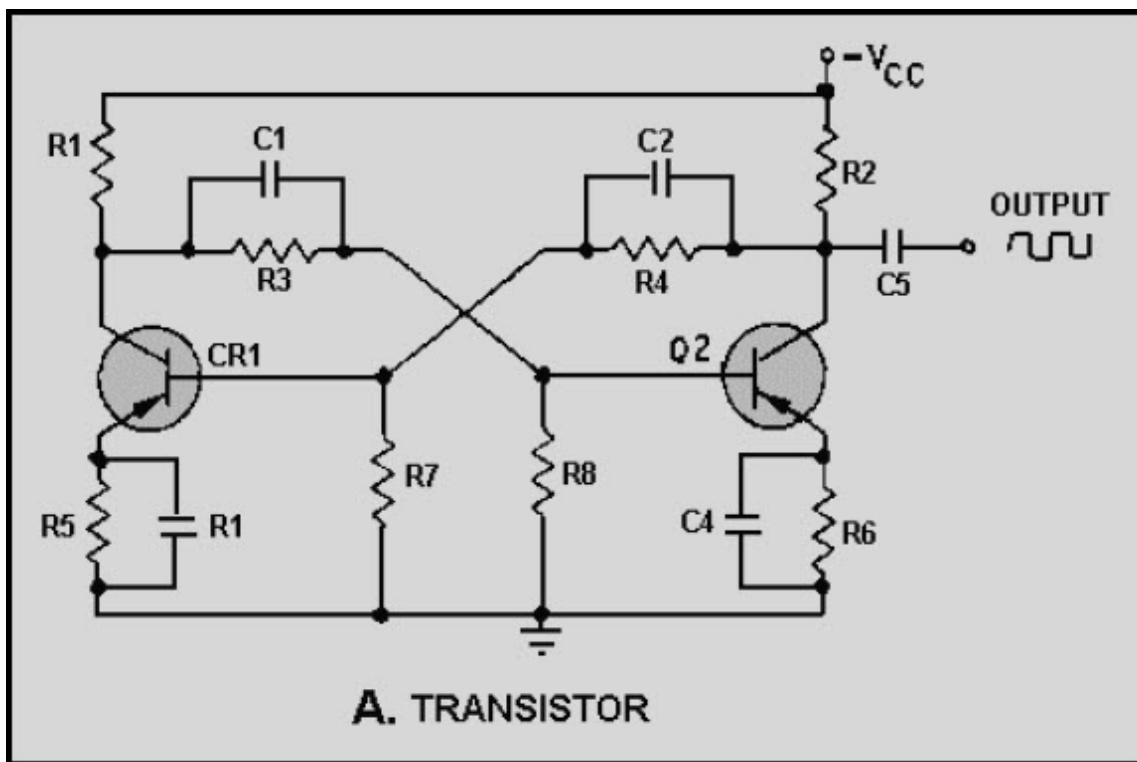 -VCC
R1
C1
C2
R2
OUTPUT
R3
R4
C5
CR1
Q2
R7
R8
R5
R1
C4
R6
A. TRANSISTOR